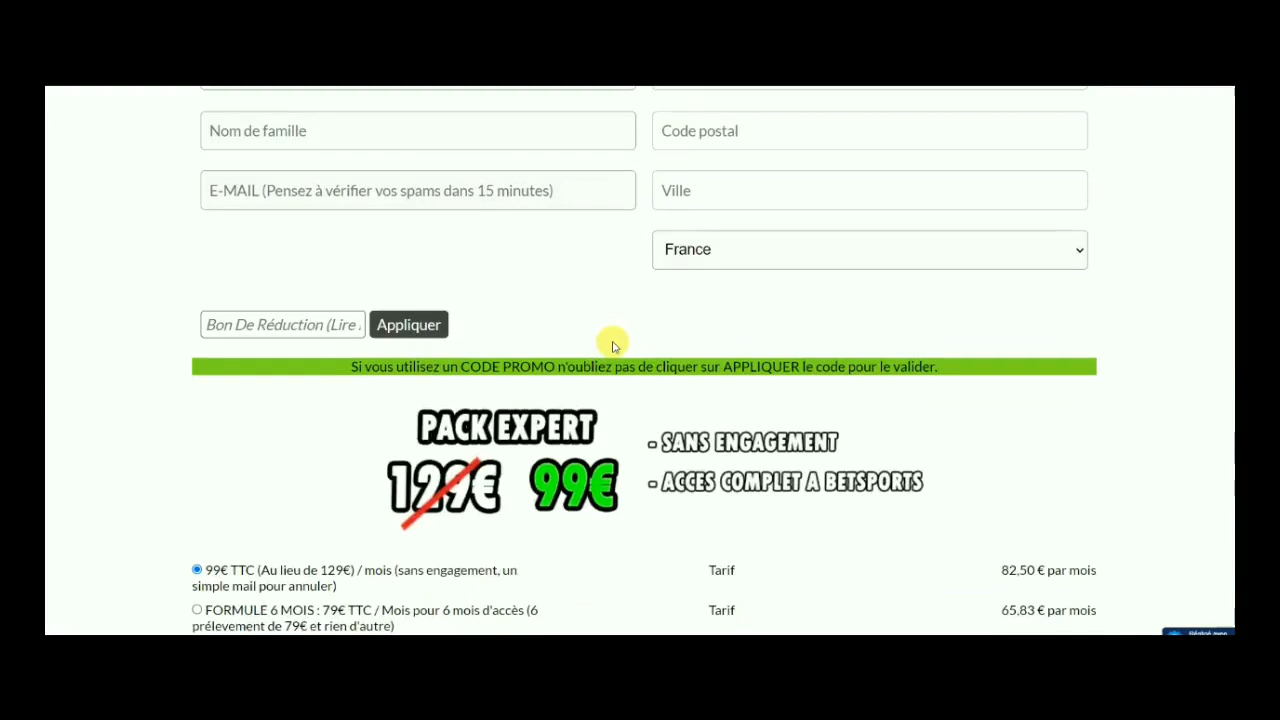 Nom de famille
Code postal
E-MAIL (Pensez à vérifier vos spams dans 15 minutes)
Ville
France
Bon De Réduction (Lire
Appliquer
Si vous utilisez un CODE PROMO n'oubliez pas de cliquer sur APPLIQUER le code pour le valider.
PACK EXPERT
129€ 99€
- SANS ENGAGEMENT
- ACCES COMPLET A BETSPORTS
99€ TTC (Au lieu de 129€) / mois (sans engagement, un
simple mail pour annuler)
Tarif
82,50 € par mois
FORMULE 6 MOIS : 79€ TTC / Mois pour 6 mois d'accès (6
prélevement de 79€ et rien d'autre)
Tarif
65,83 € par mois